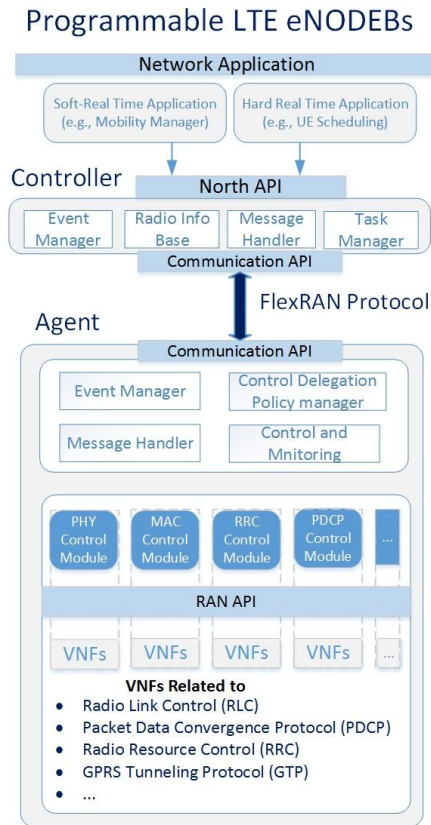 Programmable LTE eNODEBs
Network Application
Soft-Real Time Application
(e.g., Mobility Manager)
Hard Real Time Application
(e.g., UE Scheduling)
Controller
North API
Event
Manager
Radio Info
Base
Message
Handler
Task
Manager
Communication API
FlexRAN Protocol
Agent
Communication API
Event Manager
Control Delegation
Policy manager
Message Handler
Control and
Mnitoring
PHY
Control
Module
MAC
Control
Module
RRC
Control
Module
PDCP
Control
Module
...
RAN API
VNFs
VNFs
VNFs
VNFs
...
VNFs Related to
• Radio Link Control (RLC)
• Packet Data Convergence Protocol (PDCP)
• Radio Resource Control (RRC)
• GPRS Tunneling Protocol (GTP)
• ...